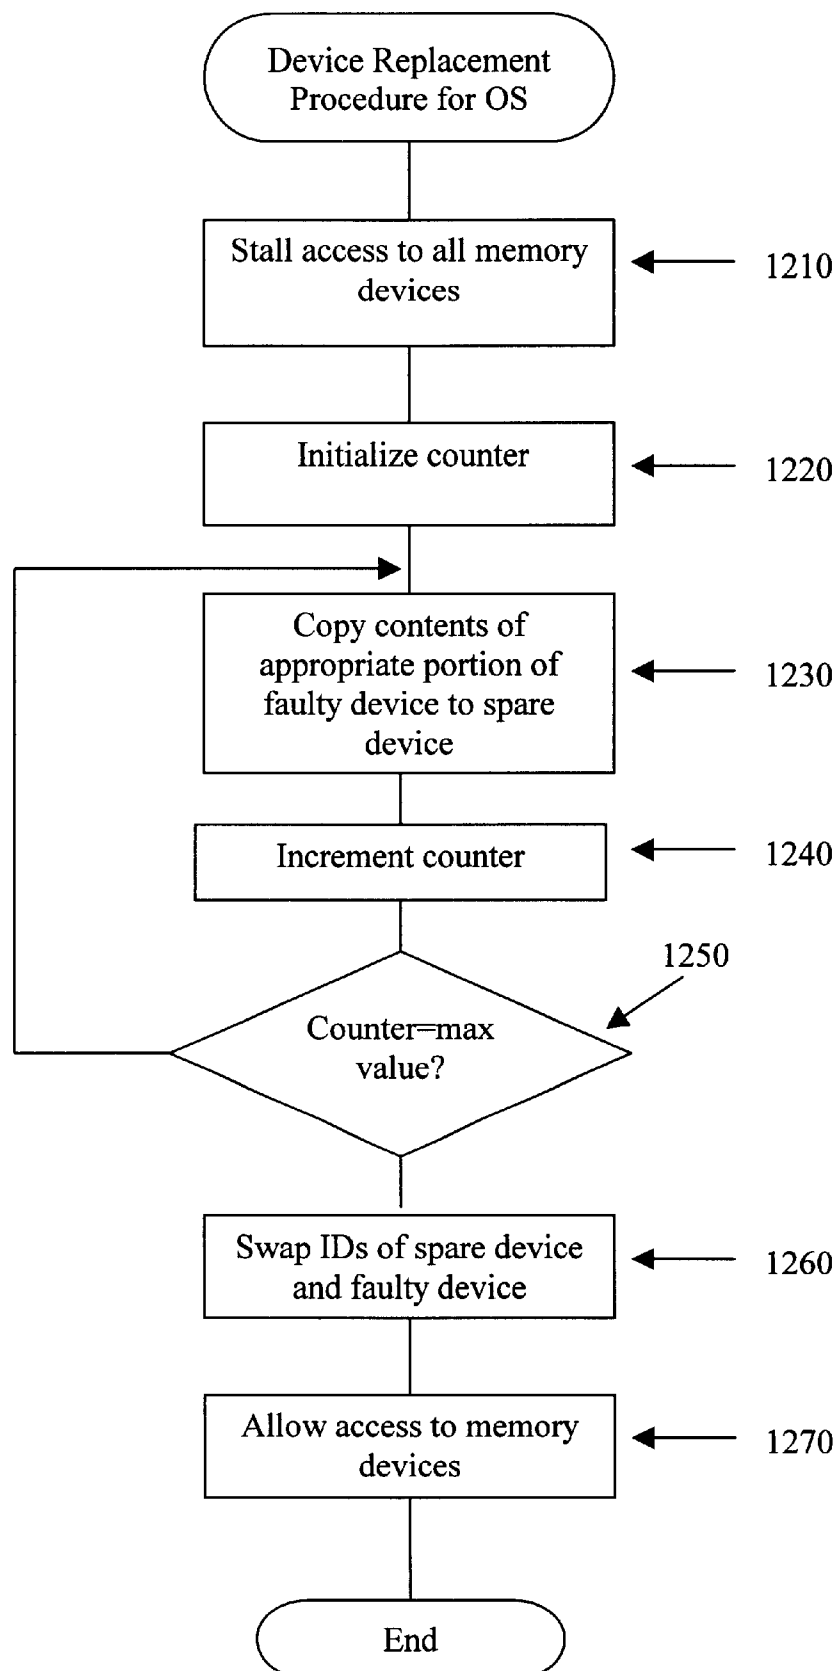 Device Replacement
Procedure for OS
Stall access to all memory
devices
1210
Initialize counter
1220
Copy contents of
appropriate portion of
faulty device to spare
device
1230
Increment counter
1240
1250
Counter=max
value?
Swap IDs of spare device
and faulty device
1260
Allow access to memory
devices
1270
End